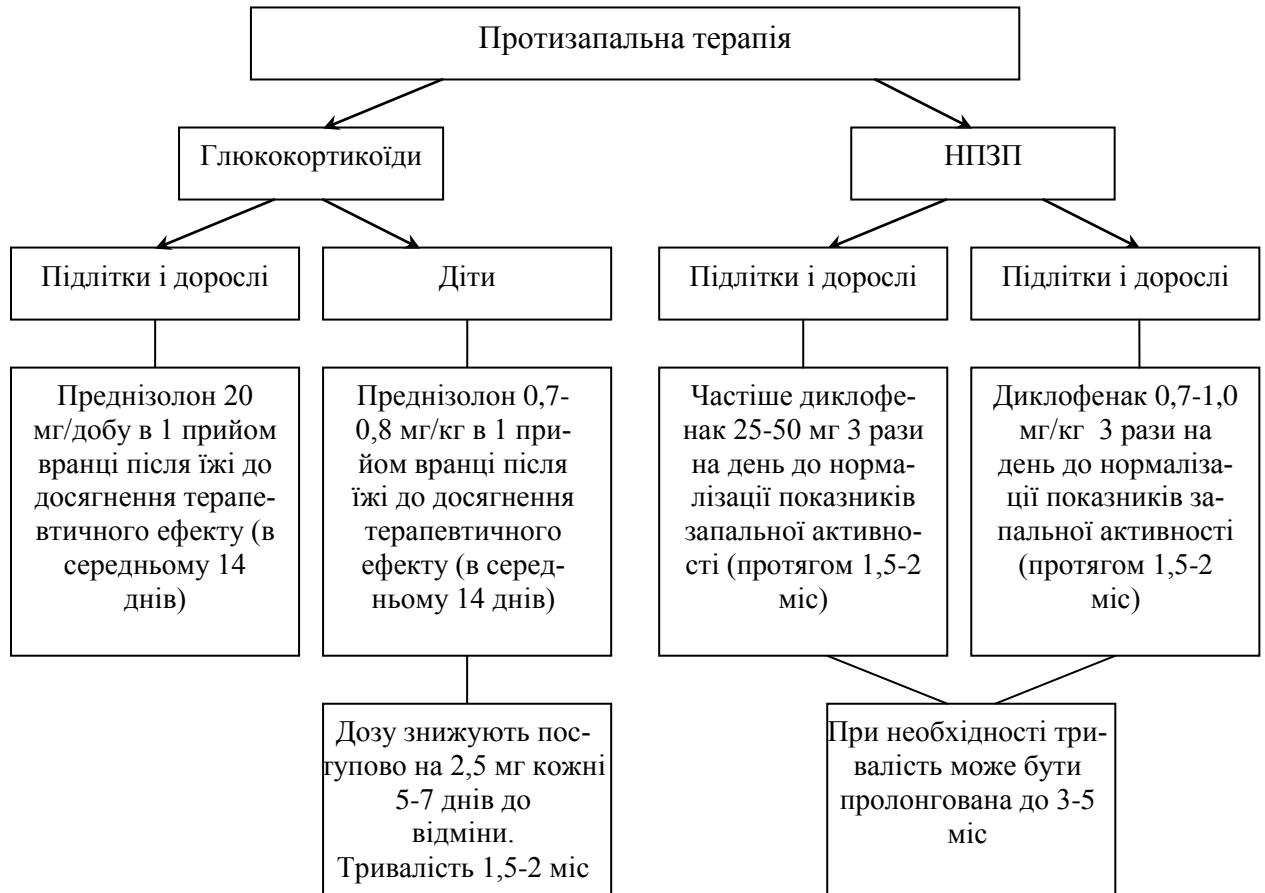 Протизапальна терапія
Глюкокортикоїди
НПЗП
Підлітки і дорослі
Діти
Підлітки і дорослі
Підлітки і дорослі
Преднізолон 20
мг/добу в 1 прийом
вранці після їжі до
досягнення терапе-
втичного ефекту (в
середньому 14
днів)
Преднізолон 0,7-
0,8 мг/кг в 1 при-
йом вранці після
їжі до досягнення
терапевтичного
ефекту (в серед-
ньому 14 днів)
Частіше диклофе-
нак 25-50 мг 3 рази
на день до норма-
лізації показників
запальної активно-
сті (протягом 1,5-2
міс)
Диклофенак 0,7-1,0
мг/кг 3 рази на
день до нормаліза-
ції показників за-
пальної активності
(протягом 1,5-2
міс)
Дозу знижують пос-
тупово на 2,5 мг кожні
5-7 днів до
відміни.
Тривалість 1,5-2 міс
При необхідності три-
валість може бути
пролонгована до 3-5
міс